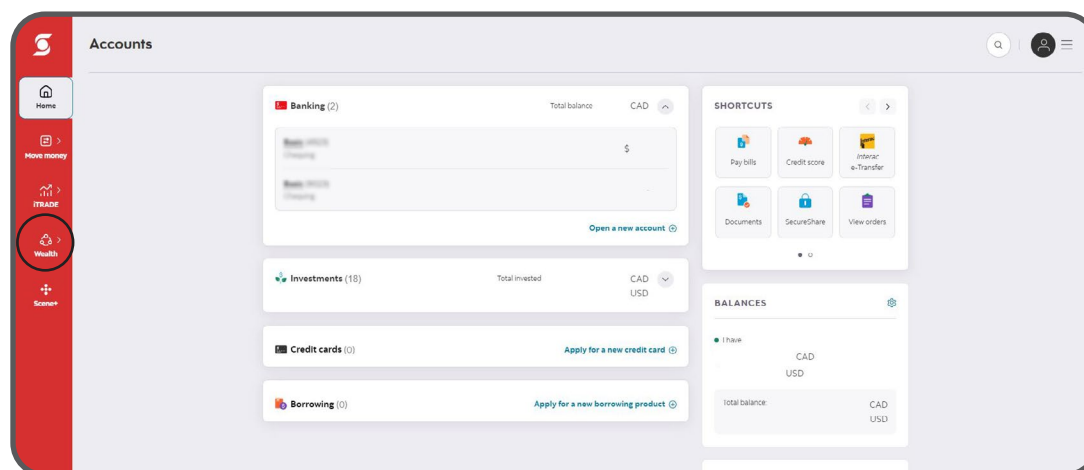 Accounts
Home
Move money
iTRADE
Wealth
Scene+
Banking (2)
Total balance
CAD
$
Open a new account
Investments (18)
Total invested
CAD
USD
Credit cards (0)
Apply for a new credit card
Borrowing (0)
Apply for a new borrowing product
SHORTCUTS
Pay bills
Credit score
Interac
e-Transfer
Documents
SecureShare
View orders
BALANCES
I have
CAD
USD
Total balance:
CAD
USD